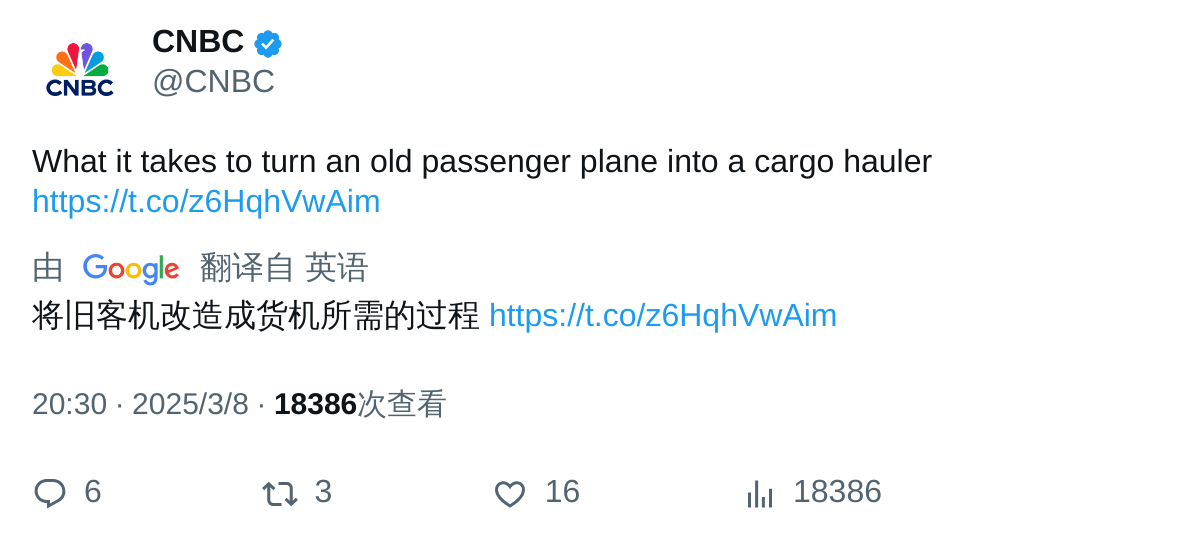 CNBC
@CNBC
CNBC
What it takes to turn an old passenger plane into a cargo hauler
https://t.co/z6HqhVwAim
由 Google 翻译自 英语
将旧客机改造成货机所需的过程 https://t.co/z6HqhVwAim
20:30 · 2025/3/8 · 18386次查看
6 3 16 18386